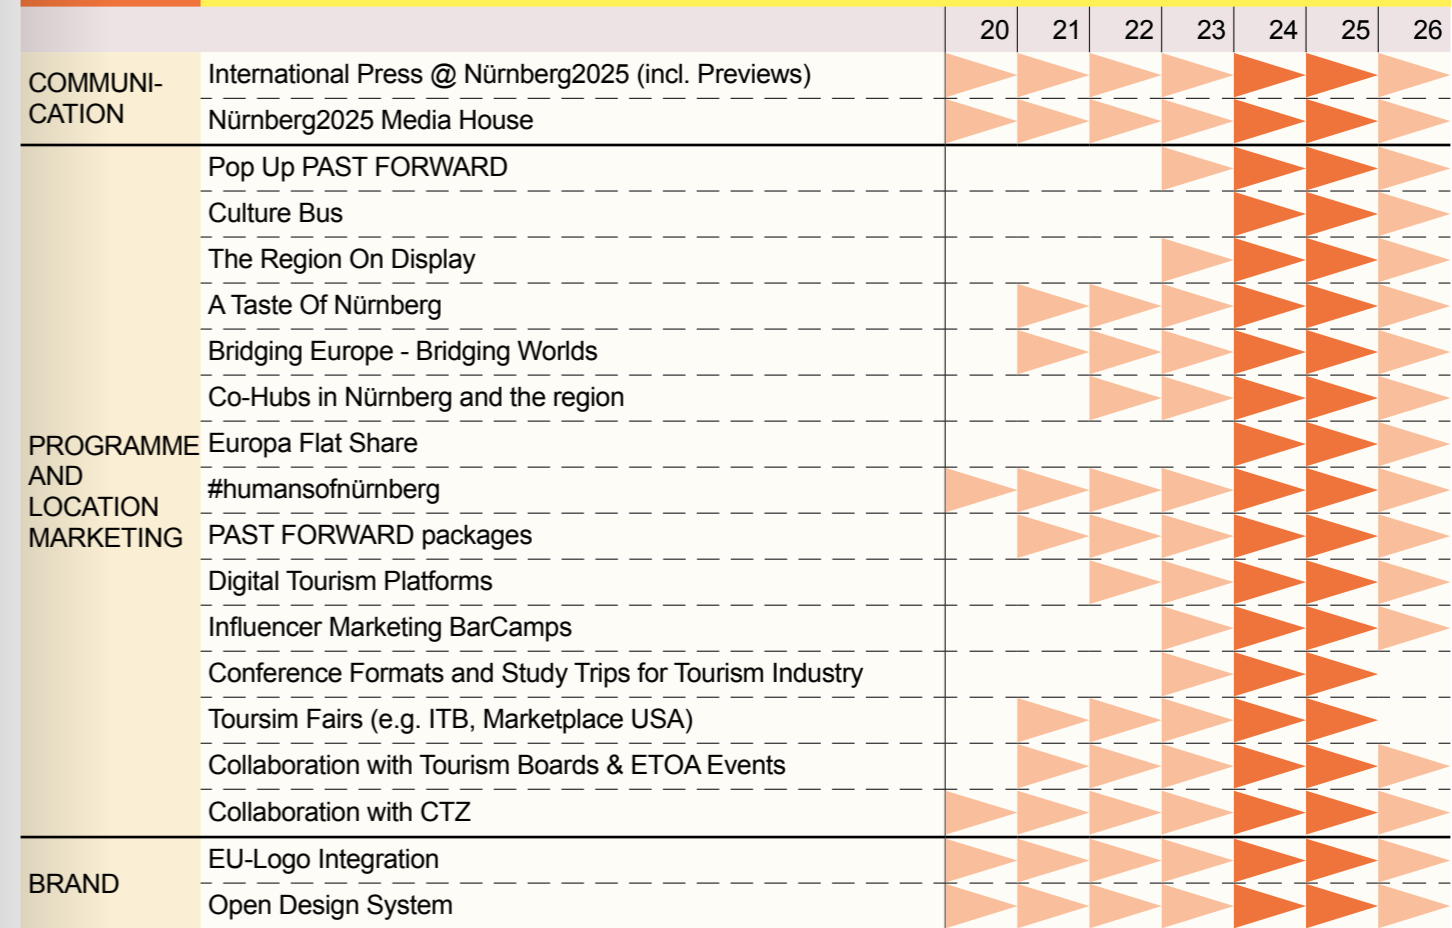 20 21 22 23 24 25 26
COMMUNI-
CATION
International Press @ Nürnberg2025 (incl. Previews)
Nürnberg2025 Media House
PROGRAMME
AND
LOCATION
MARKETING
Pop Up PAST FORWARD
Culture Bus
The Region On Display
A Taste Of Nürnberg
Bridging Europe - Bridging Worlds
Co-Hubs in Nürnberg and the region
Europa Flat Share
#humansofnürnberg
PAST FORWARD packages
Digital Tourism Platforms
Influencer Marketing BarCamps
Conference Formats and Study Trips for Tourism Industry
Toursim Fairs (e.g. ITB, Marketplace USA)
Collaboration with Tourism Boards & ETOA Events
Collaboration with CTZ
BRAND
EU-Logo Integration
Open Design System